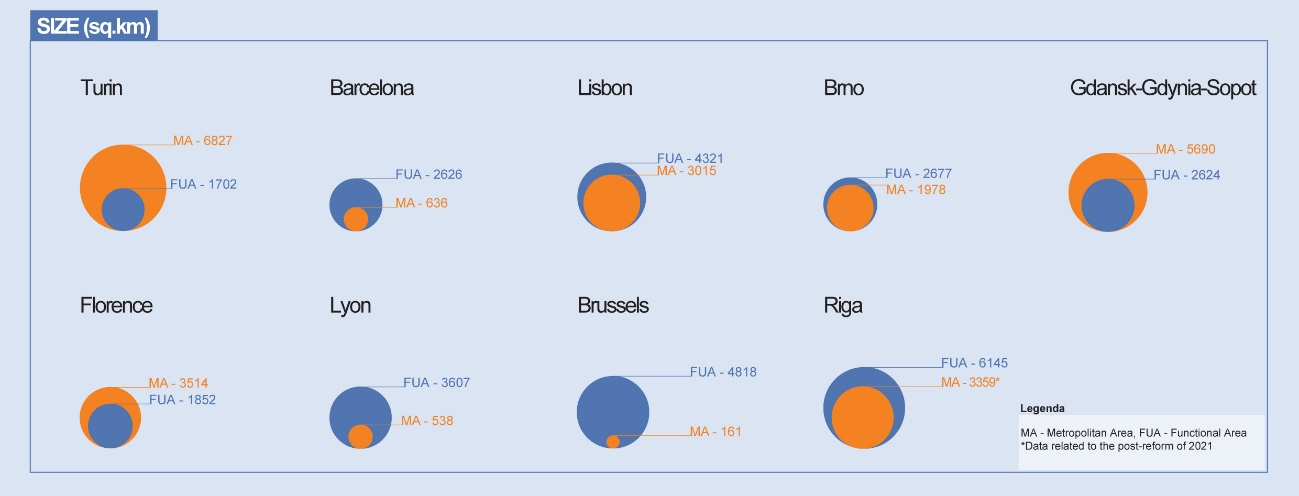 SIZE (sq.km)
Turin
MA - 6827
FUA - 1702
Barcelona
FUA - 2626
MA - 636
Lisbon
FUA - 4321
MA - 3015
Brno
FUA - 2677
MA - 1978
Gdansk-Gdynia-Sopot
MA - 5690
FUA - 2624
Florence
MA - 3514
FUA - 1852
Lyon
FUA - 3607
MA - 538
Brussels
FUA - 4818
MA - 161
Riga
FUA - 6145
MA - 3359*
Legenda
MA - Metropolitan Area, FUA - Functional Area
*Data related to the post-reform of 2021